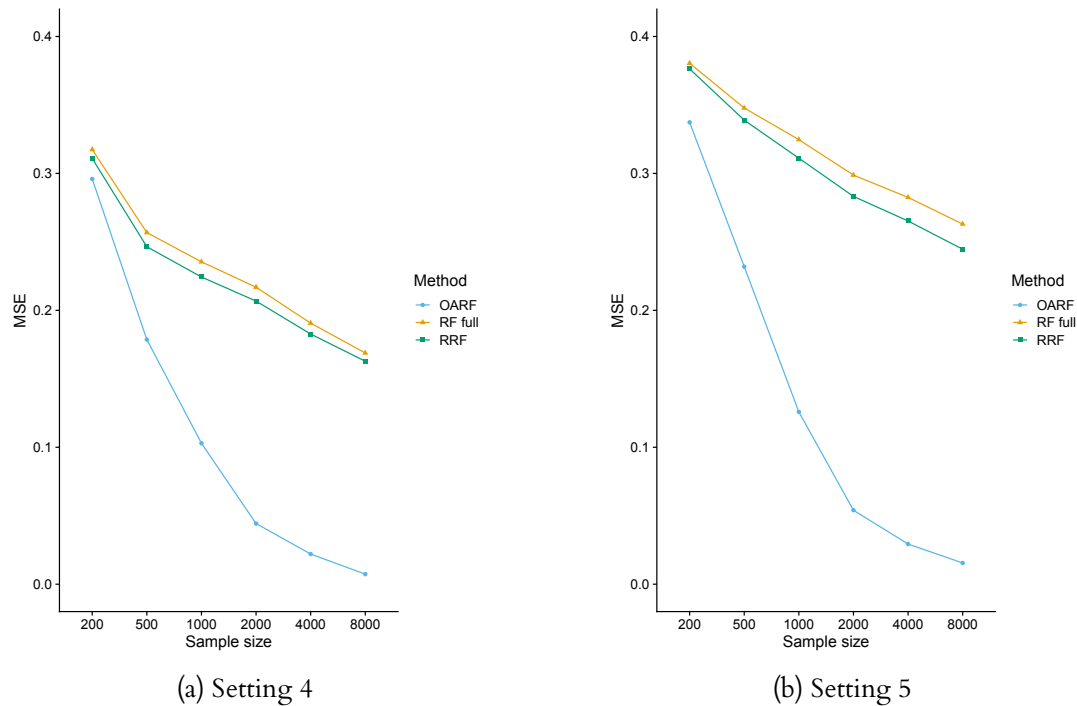 0.4
0.3
0.2
0.1
0.0
MSE
200 500 1000 2000 4000 8000
Sample size
Method
OARF
RF full
RRF
(a) Setting 4
0.4
0.3
0.2
0.1
0.0
MSE
200 500 1000 2000 4000 8000
Sample size
Method
OARF
RF full
RRF
(b) Setting 5